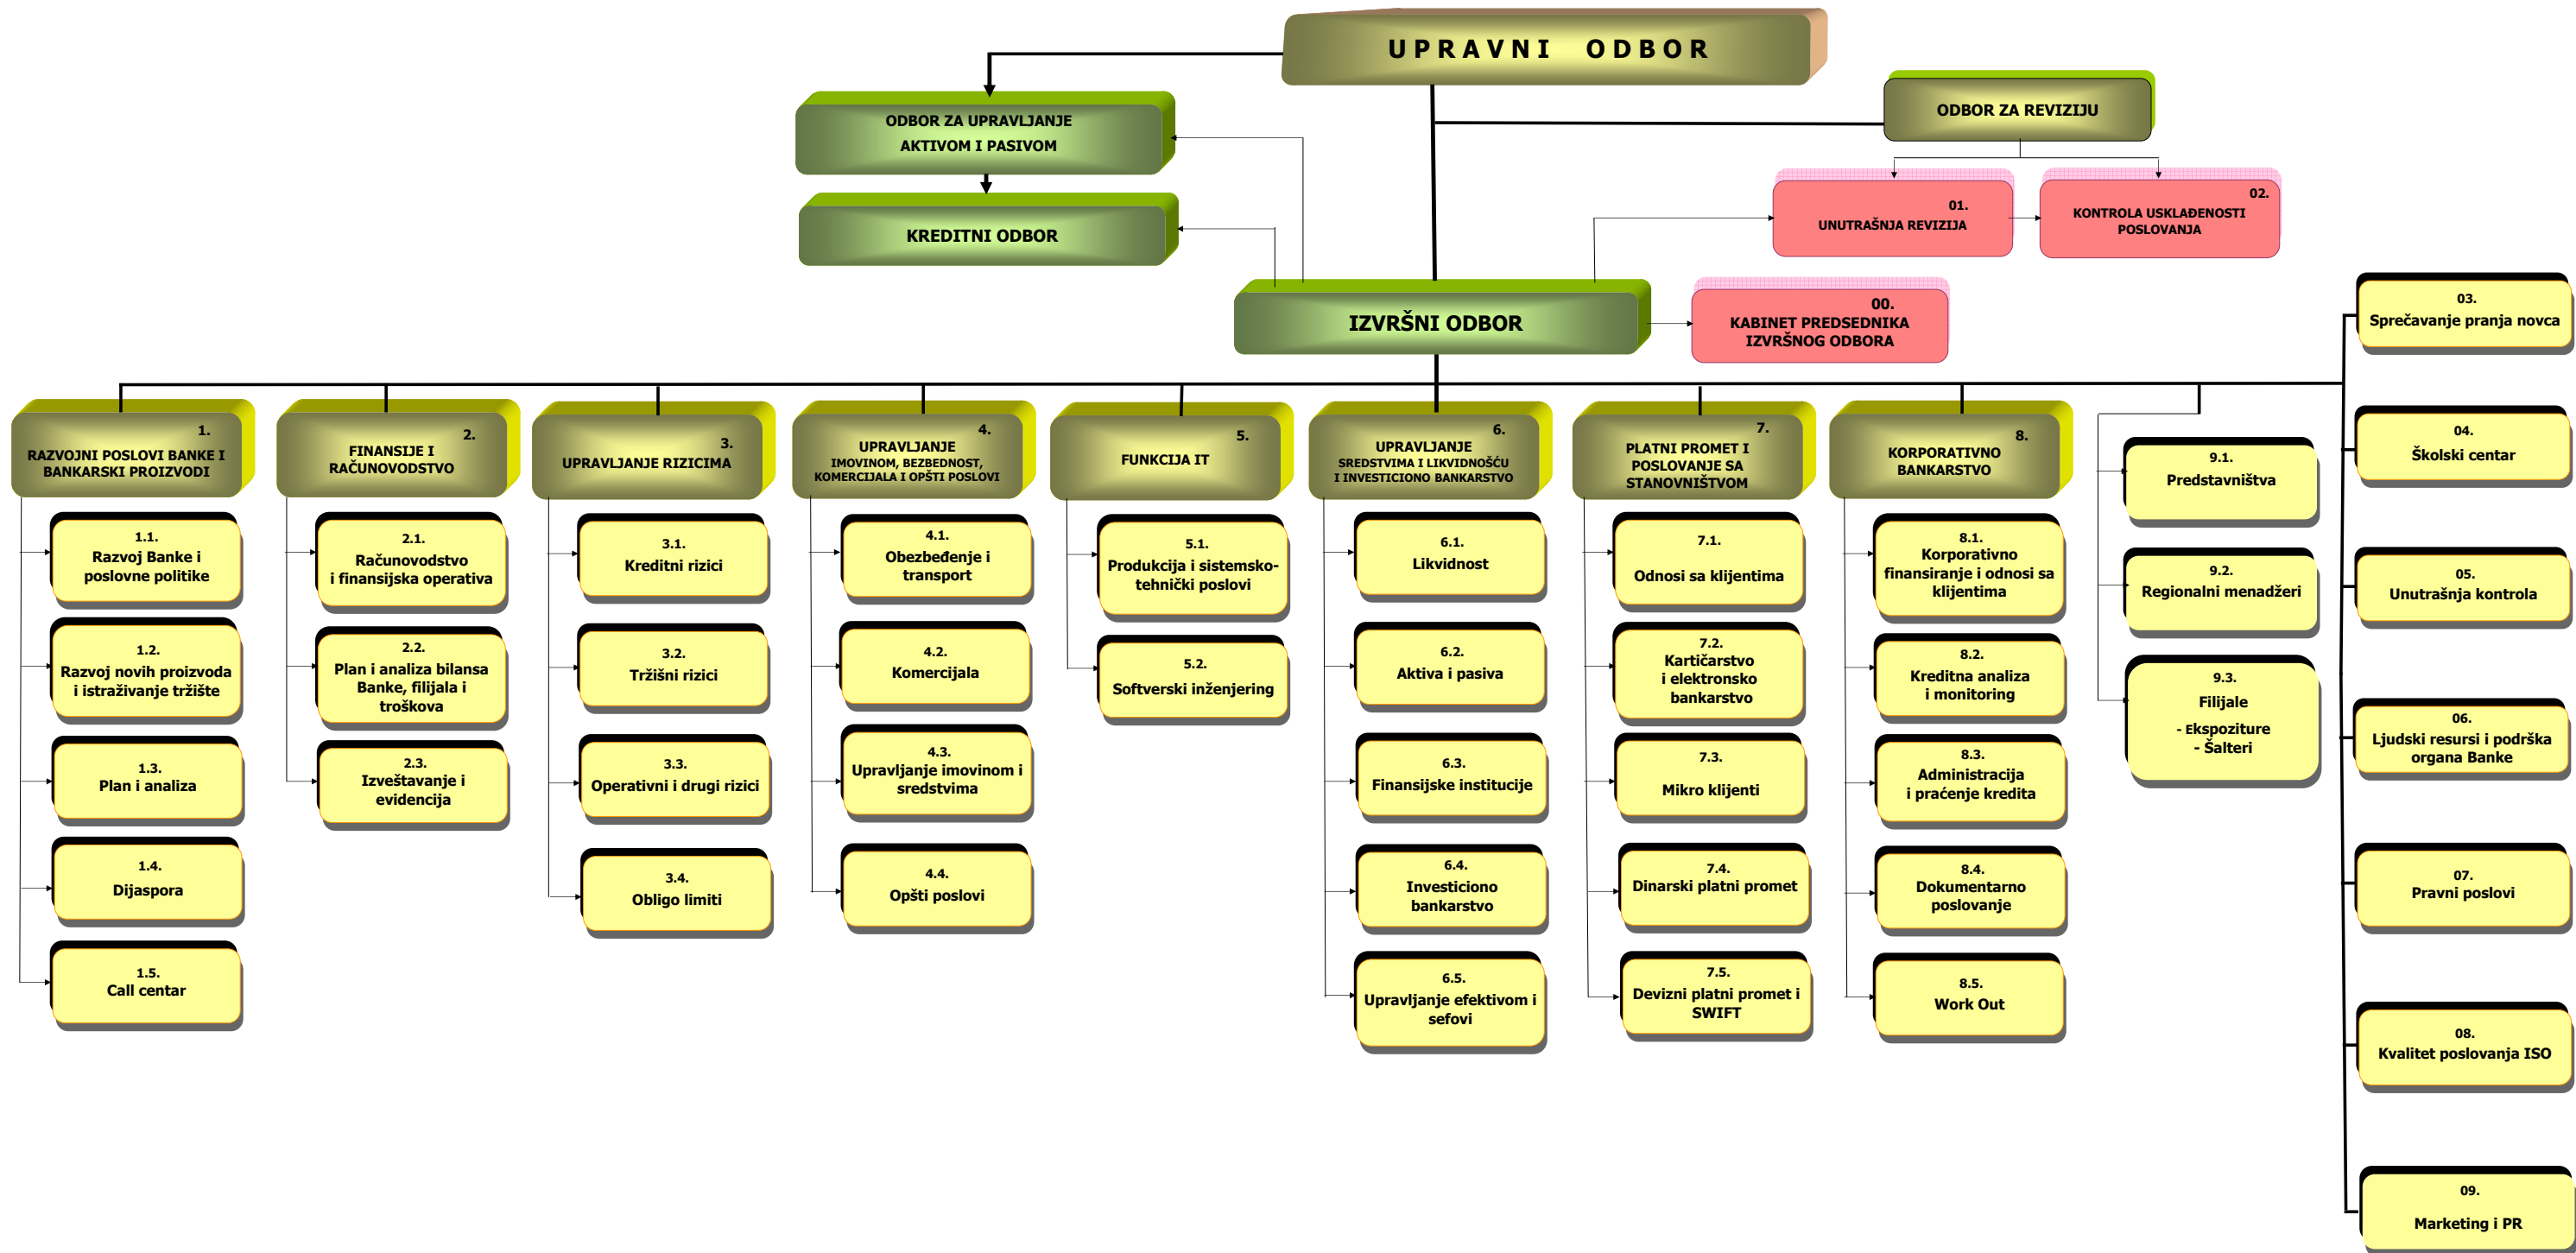 UPRAVNI ODBOR
ODBOR ZA UPRAVLJANJE
AKTIVOM I PASIVOM
ODBOR ZA REVIZIJU
KREDITNI ODBOR
01.
UNUTRAŠNJA REVIZIJA
02.
KONTROLA USKLAĐENOSTI
POSLOVANJA
IZVRŠNI ODBOR
00.
KABINET PREDSEDNIKA
IZVRŠNOG ODBORA
1.
RAZVOJNI POSLOVI BANKE I
BANKARSKI PROIZVODI
1.1.
Razvoj Banke i
poslovne politike
1.2.
Razvoj novih proizvoda
i istraživanje tržište
1.3.
Plan i analiza
1.4.
Dijaspora
1.5.
Call centar
2.
FINANSIJE I
RAČUNOVODSTVO
2.1.
Računovodstvo
i finansijska operativa
2.2.
Plan i analiza bilansa
Banke, filijala i
troškova
2.3.
Izveštavanje i
evidencija
3.
UPRAVLJANJE RIZICIMA
3.1.
Kreditni rizici
3.2.
Tržišni rizici
3.3.
Operativni i drugi rizici
3.4.
Obligo limiti
4.
UPRAVLJANJE
IMOVINOM, BEZBEDNOST,
KOMERCIJALA I OPŠTI POSLOVI
4.1.
Obezbeđenje i
transport
4.2.
Komercijala
4.3.
Upravljanje imovinom i
sredstvima
4.4.
Opšti poslovi
5.
FUNKCIJA IT
5.1.
Produkcija i sistemsko-
tehnički poslovi
5.2.
Softverski inženjering
6.
UPRAVLJANJE
SREDSTVIMA I LIKVIDNOŠĆU
I INVESTICIONO BANKARSTVO
6.1.
Likvidnost
6.2.
Aktiva i pasiva
6.3.
Finansijske institucije
6.4.
Investiciono
bankarstvo
6.5.
Upravljanje efektivom i
sefovi
7.
PLATNI PROMET I
POSLOVANJE SA
STANOVNIŠTVOM
7.1.
Odnosi sa klijentima
7.2.
Kartičarstvo
i elektronsko
bankarstvo
7.3.
Mikro klijenti
7.4.
Dinarski platni promet
7.5.
Devizni platni promet i
SWIFT
8.
KORPORATIVNO
BANKARSTVO
8.1.
Korporativno
finansiranje i odnosi sa
klijentima
8.2.
Kreditna analiza
i monitoring
8.3.
Administracija
i praćenje kredita
8.4.
Dokumentarno
poslovanje
8.5.
Work Out
9.1.
Predstavništva
9.2.
Regionalni menadžeri
9.3.
Filijale
- Ekspoziture
- Šalteri
03.
Sprečavanje pranja novca
04.
Školski centar
05.
Unutrašnja kontrola
06.
Ljudski resursi i podrška
organa Banke
07.
Pravni poslovi
08.
Kvalitet poslovanja ISO
09.
Marketing i PR